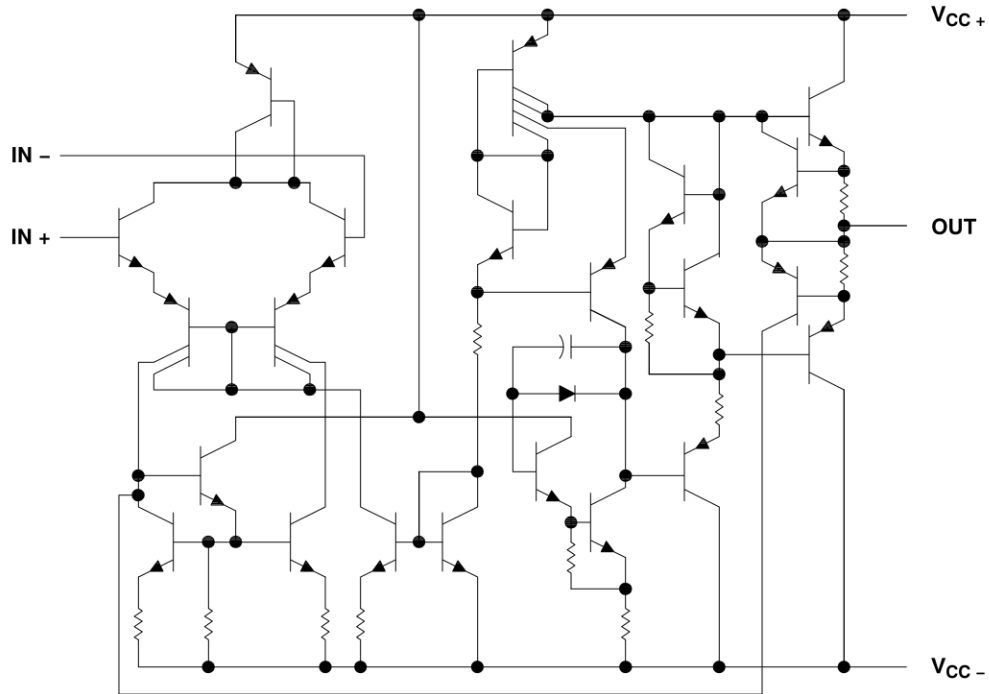 VCC +
IN −
IN +
OUT
VCC −